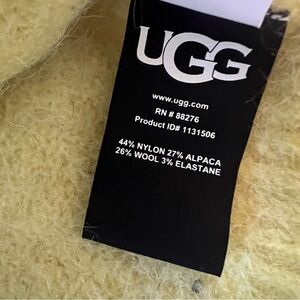 UGG
www.ugg.com
RN # 88276
Product ID# 1131506
44% NYLON 27% ALPACA
26% WOOL 3% ELASTANE